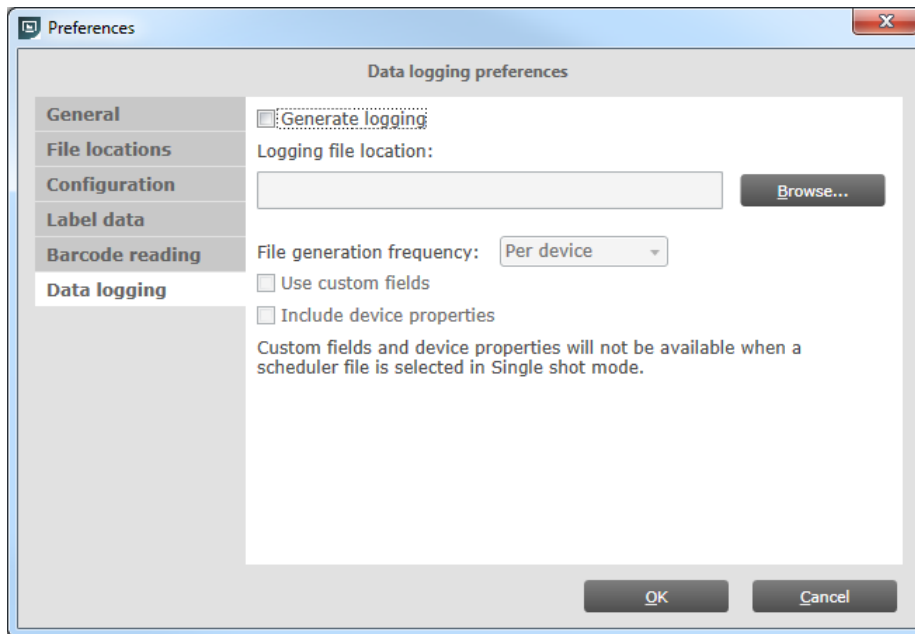 Preferences
Data logging preferences
General
File locations
Configuration
Label data
Barcode reading
Data logging
Generate logging
Logging file location:
Browse...
File generation frequency: Per device
Use custom fields
Include device properties
Custom fields and device properties will not be available when a
scheduler file is selected in Single shot mode.
OK Cancel